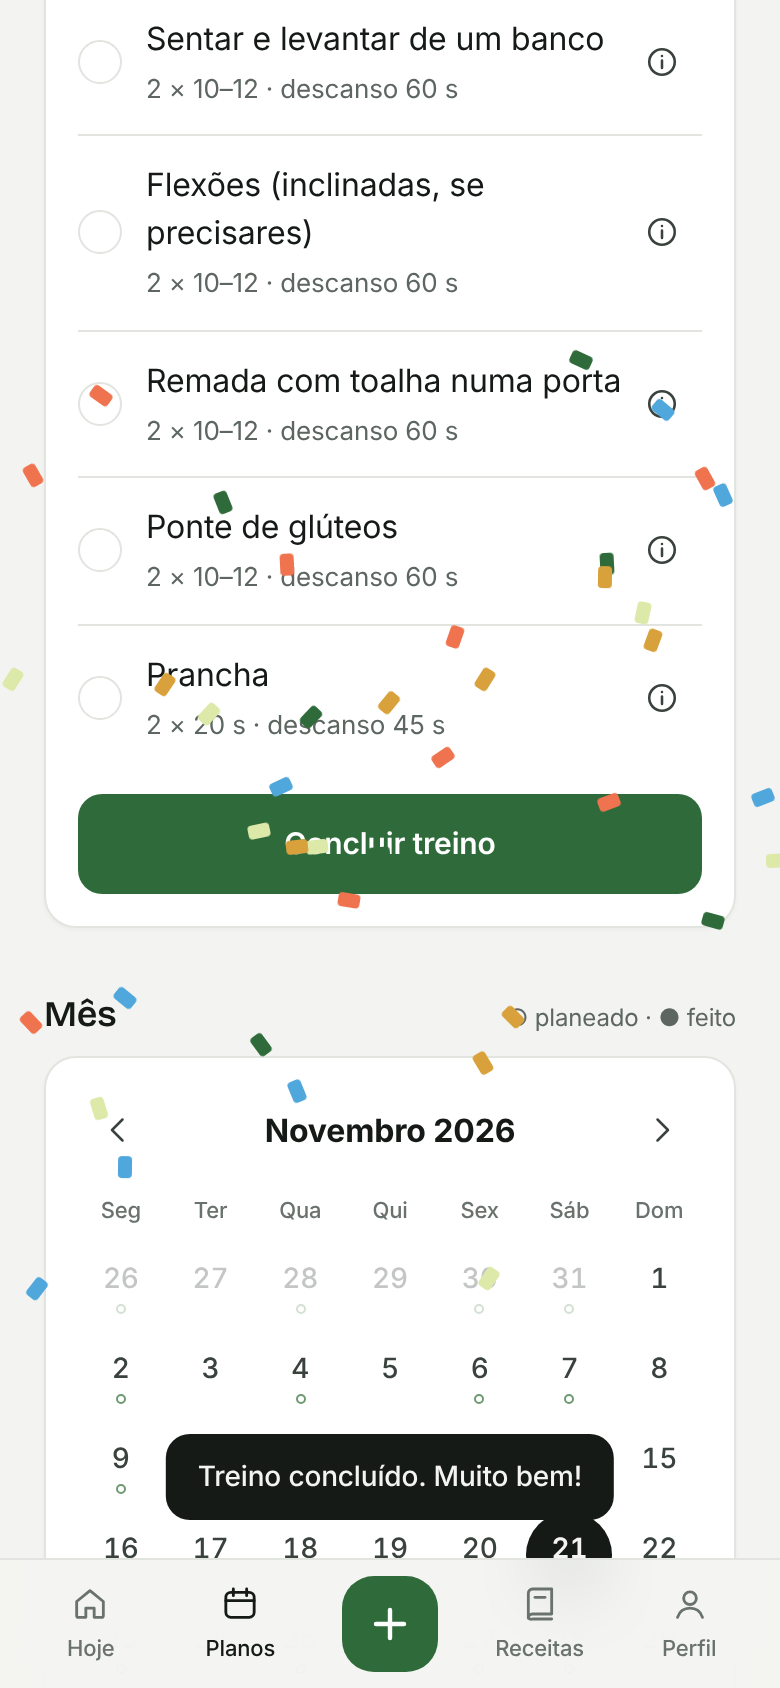 Sentar e levantar de um banco
2 × 10–12 · descanso 60 s
Flexões (inclinadas, se
precisares)
2 × 10–12 · descanso 60 s
Remada com toalha numa porta
2 × 10–12 · descanso 60 s
Ponte de glúteos
2 × 10–12 · descanso 60 s
Prancha
2 × 20 s · descanso 45 s
Concluir treino
Mês
planeado · feito
Novembro 2026
Seg Ter Qua Qui Sex Sáb Dom
26 27 28 29 30 31 1
2 3 4 5 6 7 8
9 15
Treino concluído. Muito bem!
16 17 18 19 20 21 22
Hoje Planos Receitas Perfil